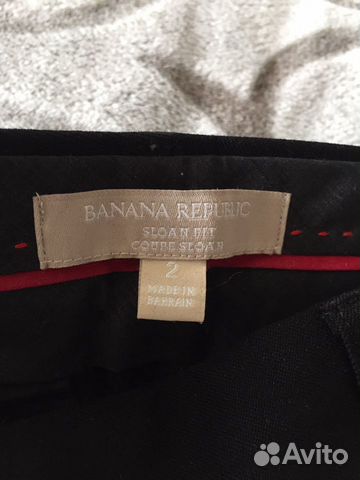 BANANA REPUBLIC
SLOAN FIT
COUPE SLOAN
2
MADE IN
BAHRAIN
Avito